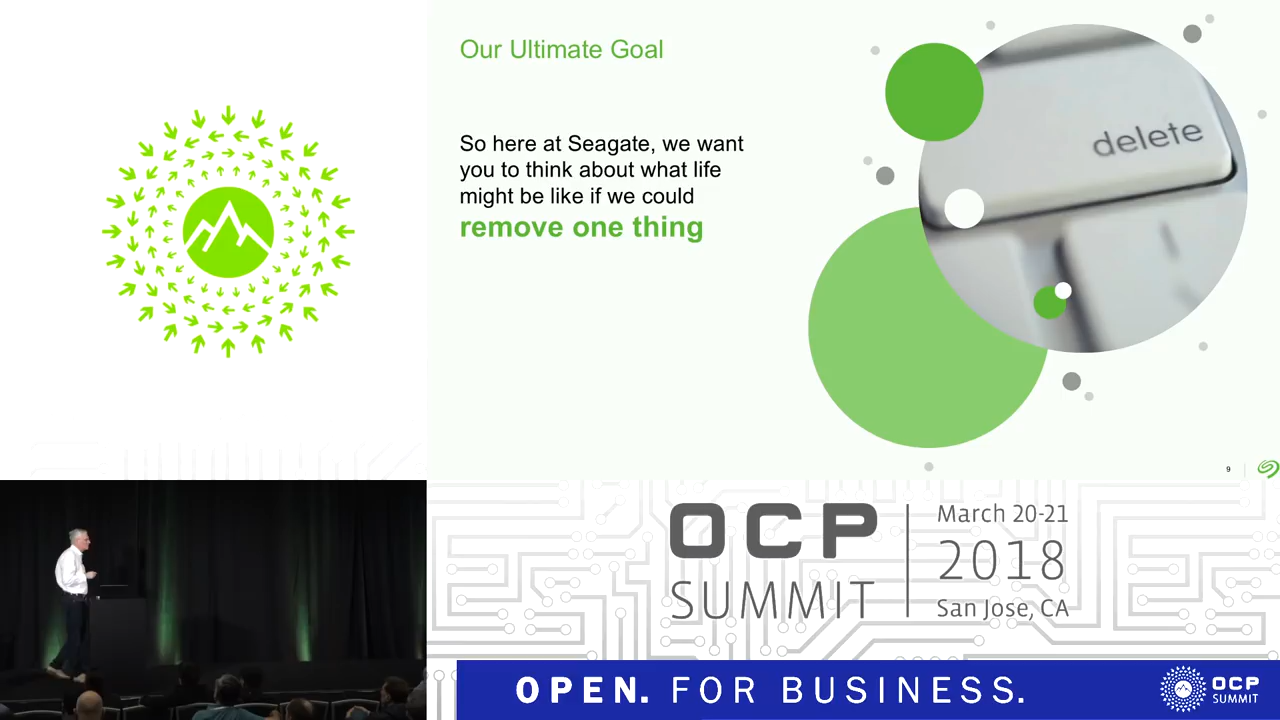 Our Ultimate Goal
So here at Seagate, we want
you to think about what life
might be like if we could
remove one thing
delete
9
OCP
SUMMIT
March 20-21
2018
San Jose, CA
OPEN. FOR BUSINESS.
OCP
SUMMIT